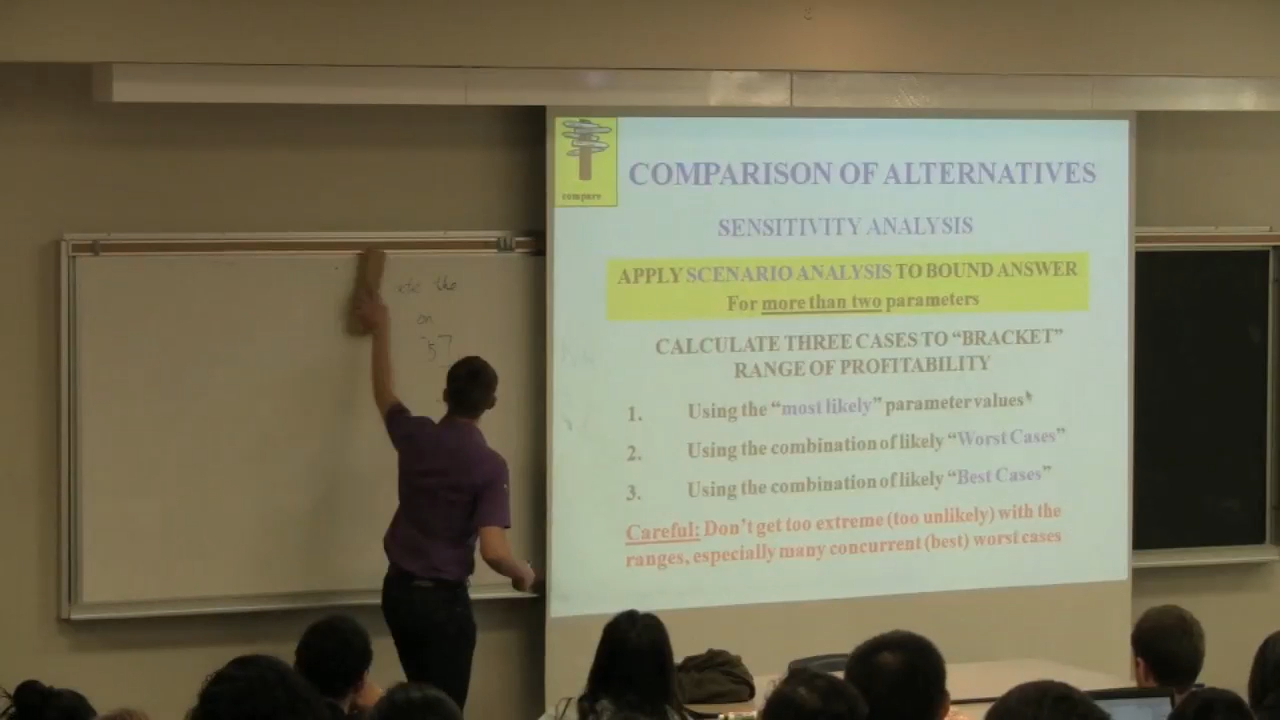 the
on
57
compare
COMPARISON OF ALTERNATIVES
SENSITIVITY ANALYSIS
APPLY SCENARIO ANALYSIS TO BOUND ANSWER
For more than two parameters
CALCULATE THREE CASES TO “BRACKET”
RANGE OF PROFITABILITY
1. Using the “most likely” parameter values
2. Using the combination of likely “Worst Cases”
3. Using the combination of likely “Best Cases”
Careful: Don’t get too extreme (too unlikely) with the
ranges, especially many concurrent (best) worst cases